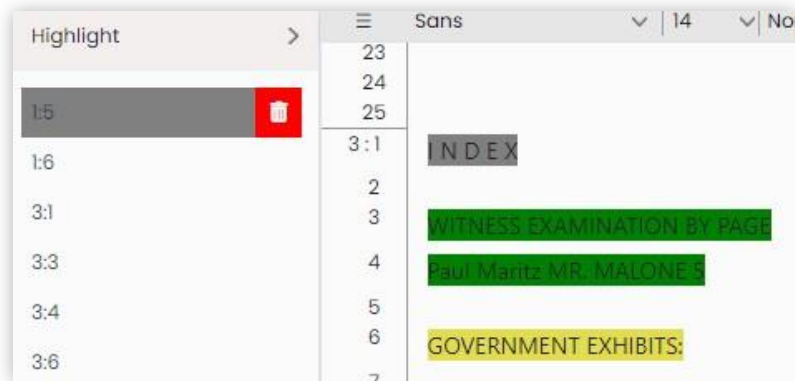 Highlight >
1:5
1:6
3:1
3:3
3:4
3:6
☰ Sans 14 No
23
24
25
3:1 I N D E X
2
3 WITNESS EXAMINATION BY PAGE
4 Paul Maritz MR. MALONE 5
5
6 GOVERNMENT EXHIBITS:
7